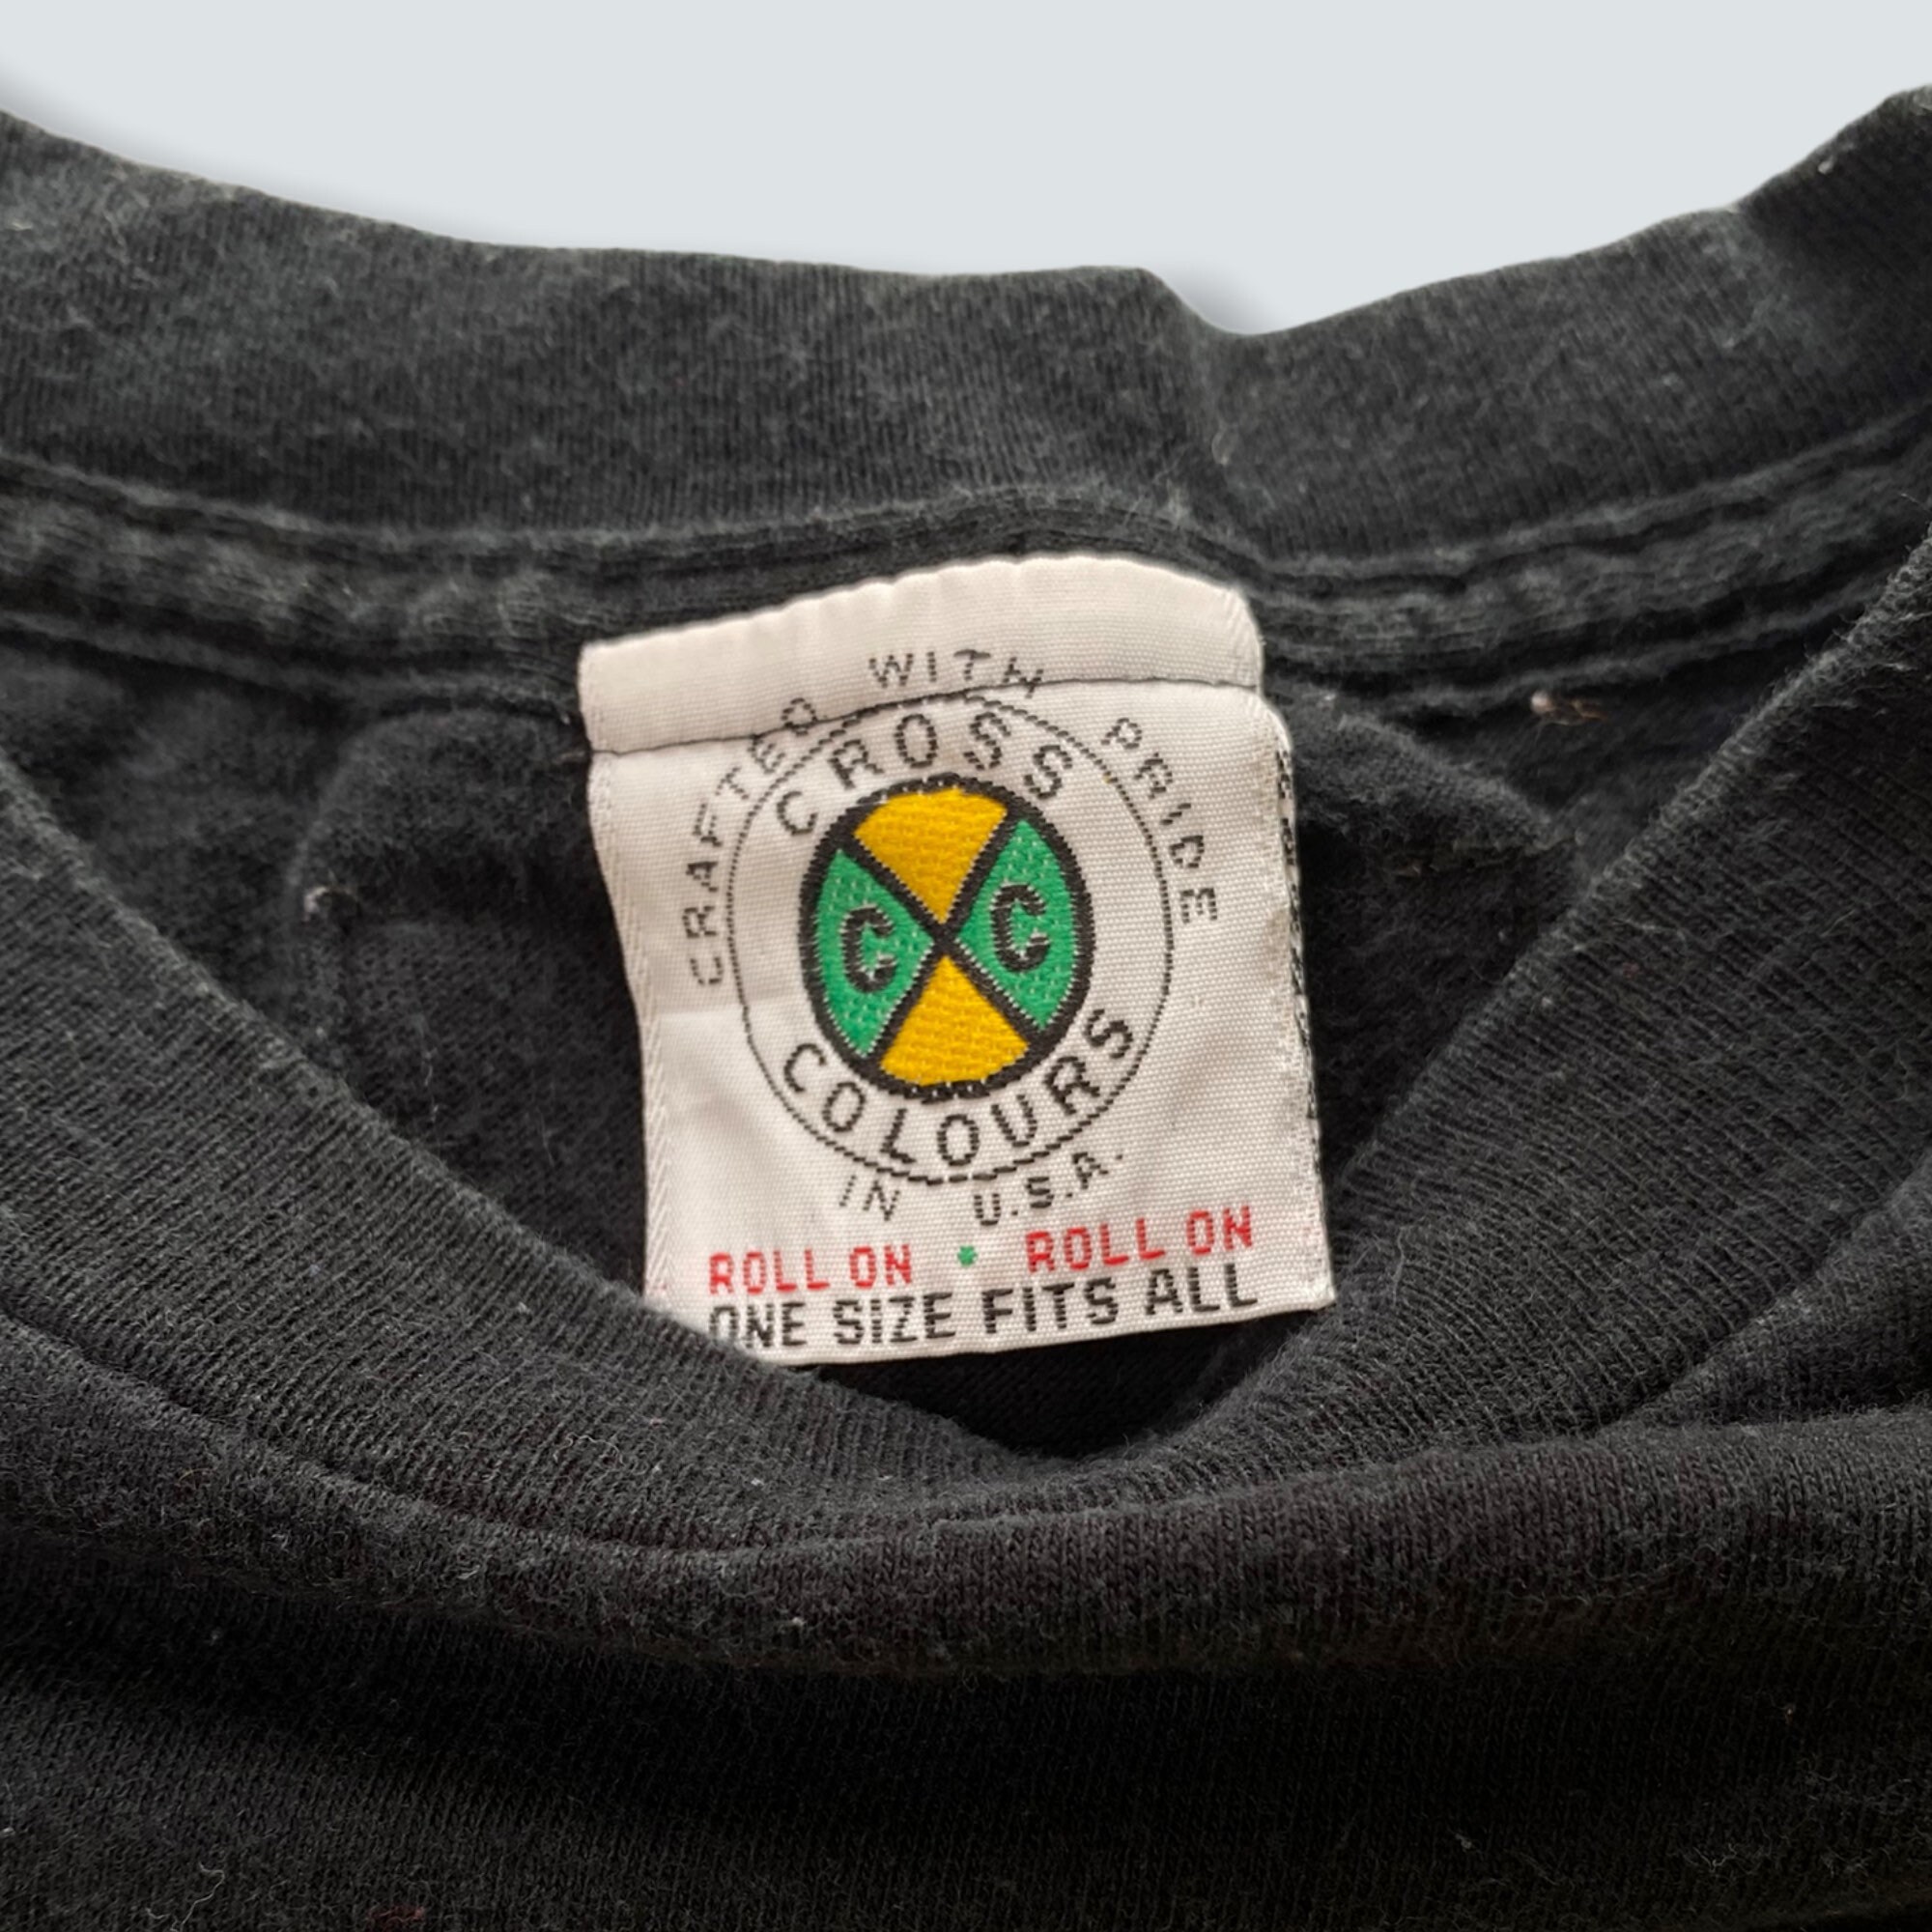 CRAFTED WITH PRIDE
CROSS
C C
COLOURS
IN U.S.A.
ROLL ON • ROLL ON
ONE SIZE FITS ALL